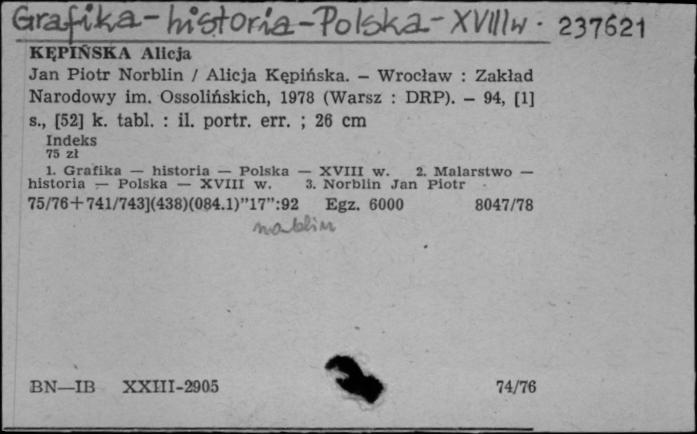 Grafika - historia - Polska - XVIII w. 237621
KĘPIŃSKA Alicja
Jan Piotr Norblin / Alicja Kępińska. — Wrocław : Zakład
Narodowy im. Ossolińskich, 1978 (Warsz : DRP). — 94, [1]
s., [52] k. tabl. : il. portr. err. ; 26 cm
Indeks
75 zł
1. Grafika — historia — Polska — XVIII w. 2. Malarstwo —
historia — Polska — XVIII w. 3. Norblin Jan Piotr
75/76+741/743](438)(084.1)"17":92 Egz. 6000 8047/78
BN—IB XXIII-2905 74/76